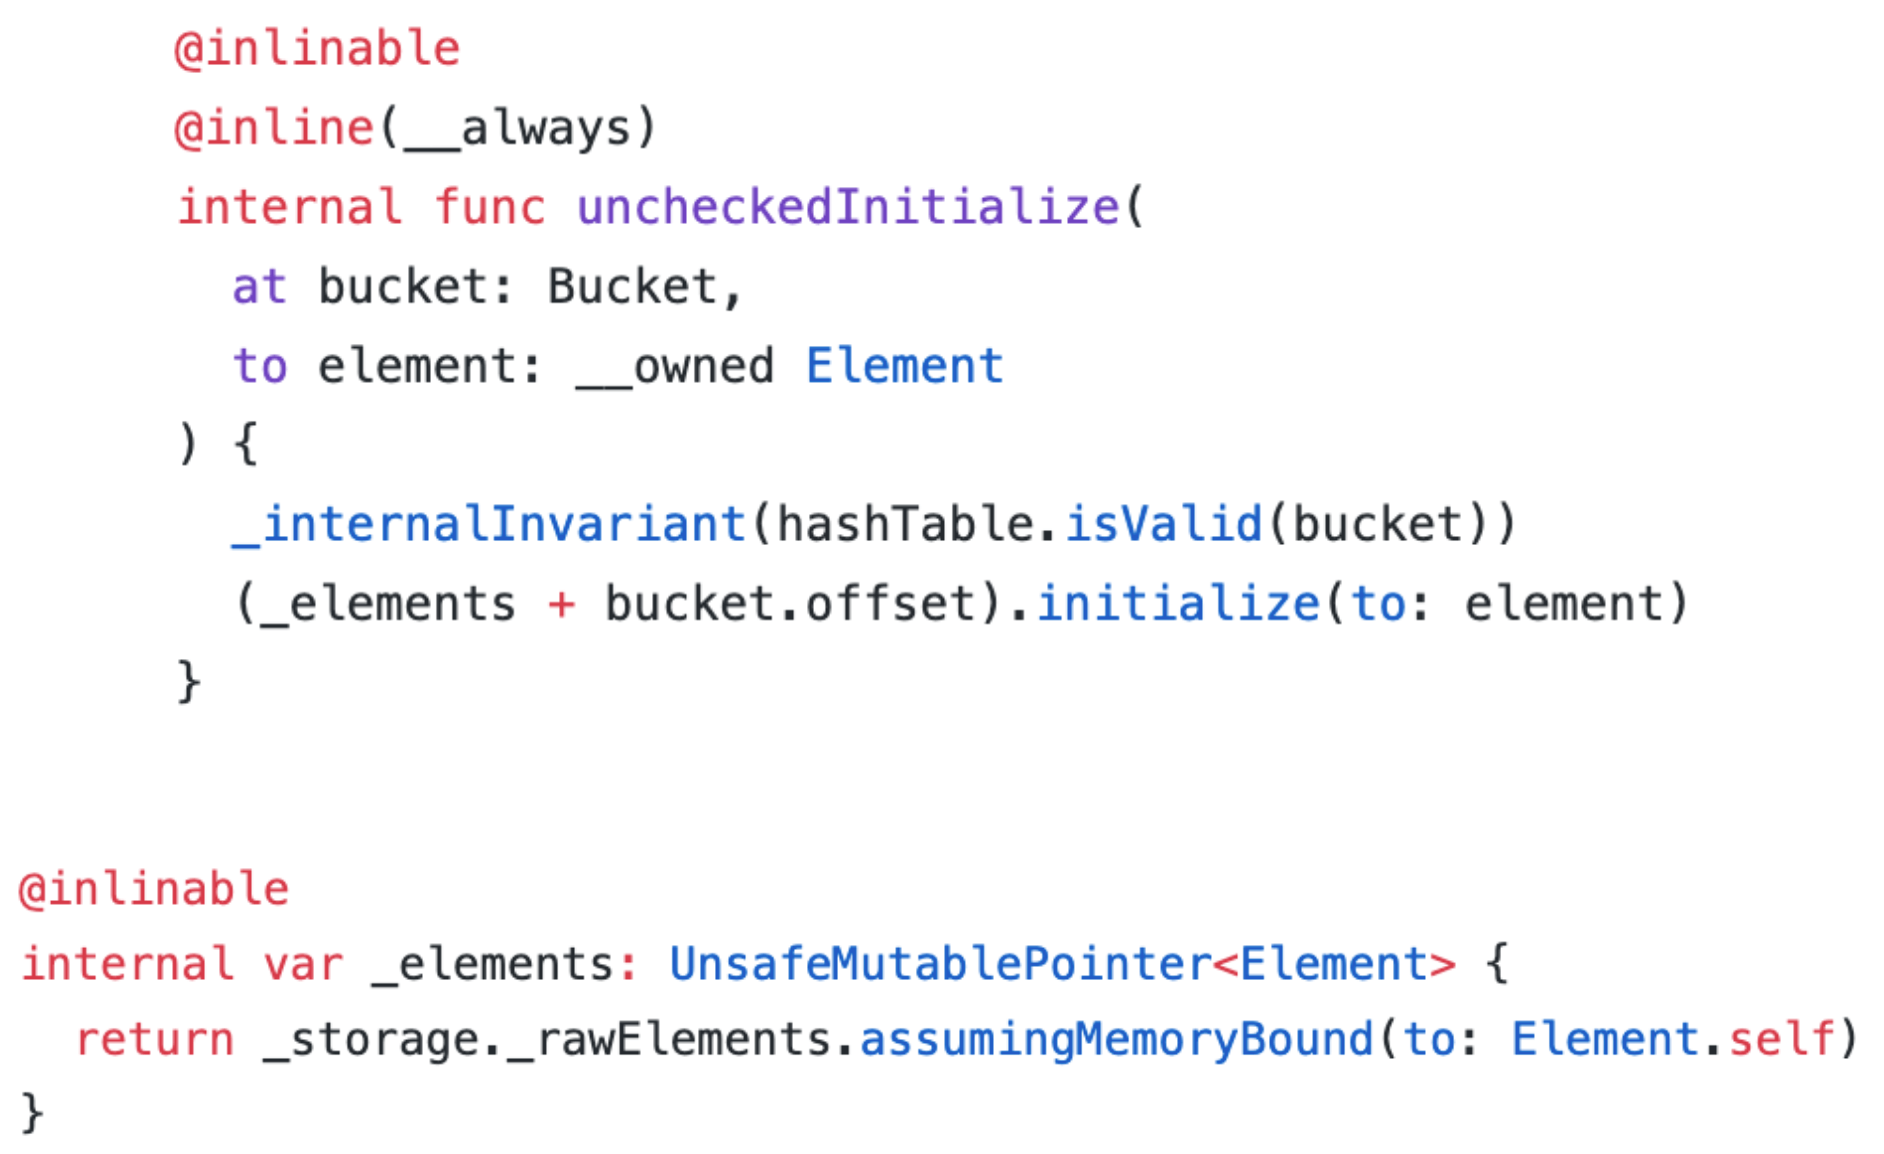 @inlinable
@inline(__always)
internal func uncheckedInitialize(
  at bucket: Bucket,
  to element: __owned Element
) {
  _internalInvariant(hashTable.isValid(bucket))
  (_elements + bucket.offset).initialize(to: element)
}
@inlinable
internal var _elements: UnsafeMutablePointer<Element> {
  return _storage._rawElements.assumingMemoryBound(to: Element.self)
}